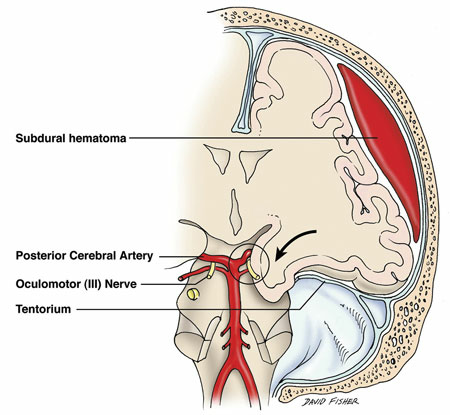 Subdural hematoma
Posterior Cerebral Artery
Oculomotor (III) Nerve
Tentorium
DAVID FISHER